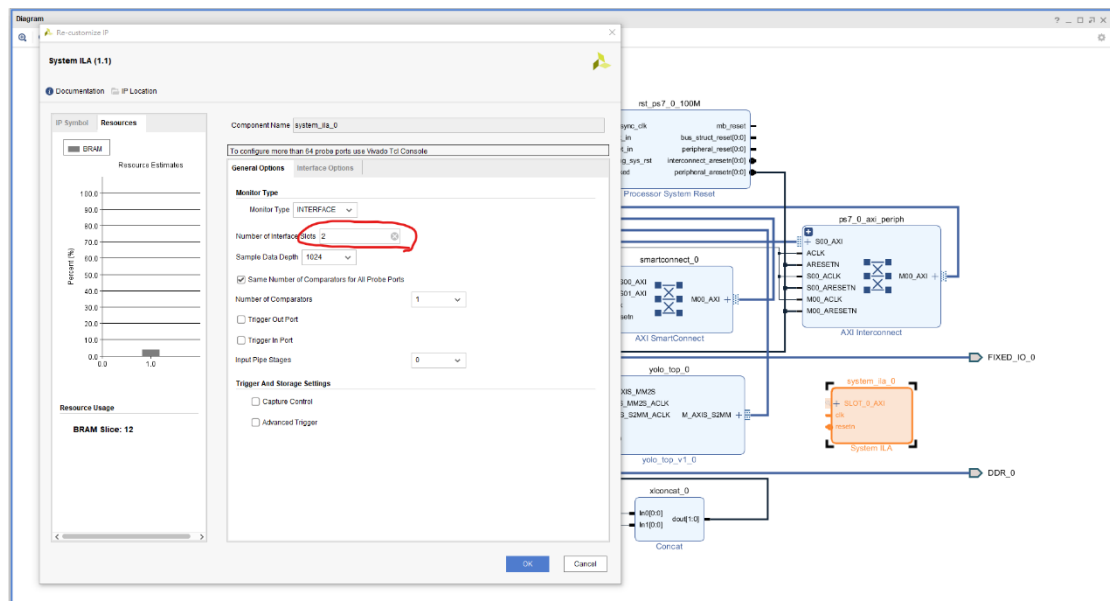 Diagram
Re-customize IP
System ILA (1.1)
Documentation
IP Location
IP Symbol
Resources
BRAM
Resource Estimates
Percent (%)
100.0
90.0
80.0
70.0
60.0
50.0
40.0
30.0
20.0
10.0
0.0
0.0
1.0
Resource Usage
BRAM Slice: 12
Component Name system_ila_0
To configure more than 64 probe ports use Vivado Tcl Console
General Options
Interface Options
Monitor Type
Monitor Type INTERFACE
Number of Interface Slots 2
Sample Data Depth 1024
Same Number of Comparators for All Probe Ports
Number of Comparators 1
Trigger Out Port
Trigger In Port
Input Pipe Stages 0
Trigger And Storage Settings
Capture Control
Advanced Trigger
OK
Cancel
rst_ps7_0_100M
sync_clk
mb_reset
_in
bus_struct_reset[0:0]
_in
peripheral_reset[0:0]
g_sys_rst
interconnect_aresetn[0:0]
ed
peripheral_aresetn[0:0]
Processor System Reset
ps7_0_axi_periph
S00_AXI
ACLK
ARESETN
S00_ACLK
M00_AXI
S00_ARESETN
M00_ACLK
M00_ARESETN
AXI Interconnect
smartconnect_0
S00_AXI
S01_AXI
M00_AXI
setn
AXI SmartConnect
FIXED_IO_0
yolo_top_0
AXIS_MM2S
S_MM2S_ACLK
S_S2MM_ACLK
M_AXIS_S2MM
yolo_top_v1_0
system_ila_0
SLOT_0_AXI
clk
resetn
System ILA
DDR_0
xlconcat_0
In0[0:0]
In1[0:0]
dout[1:0]
Concat